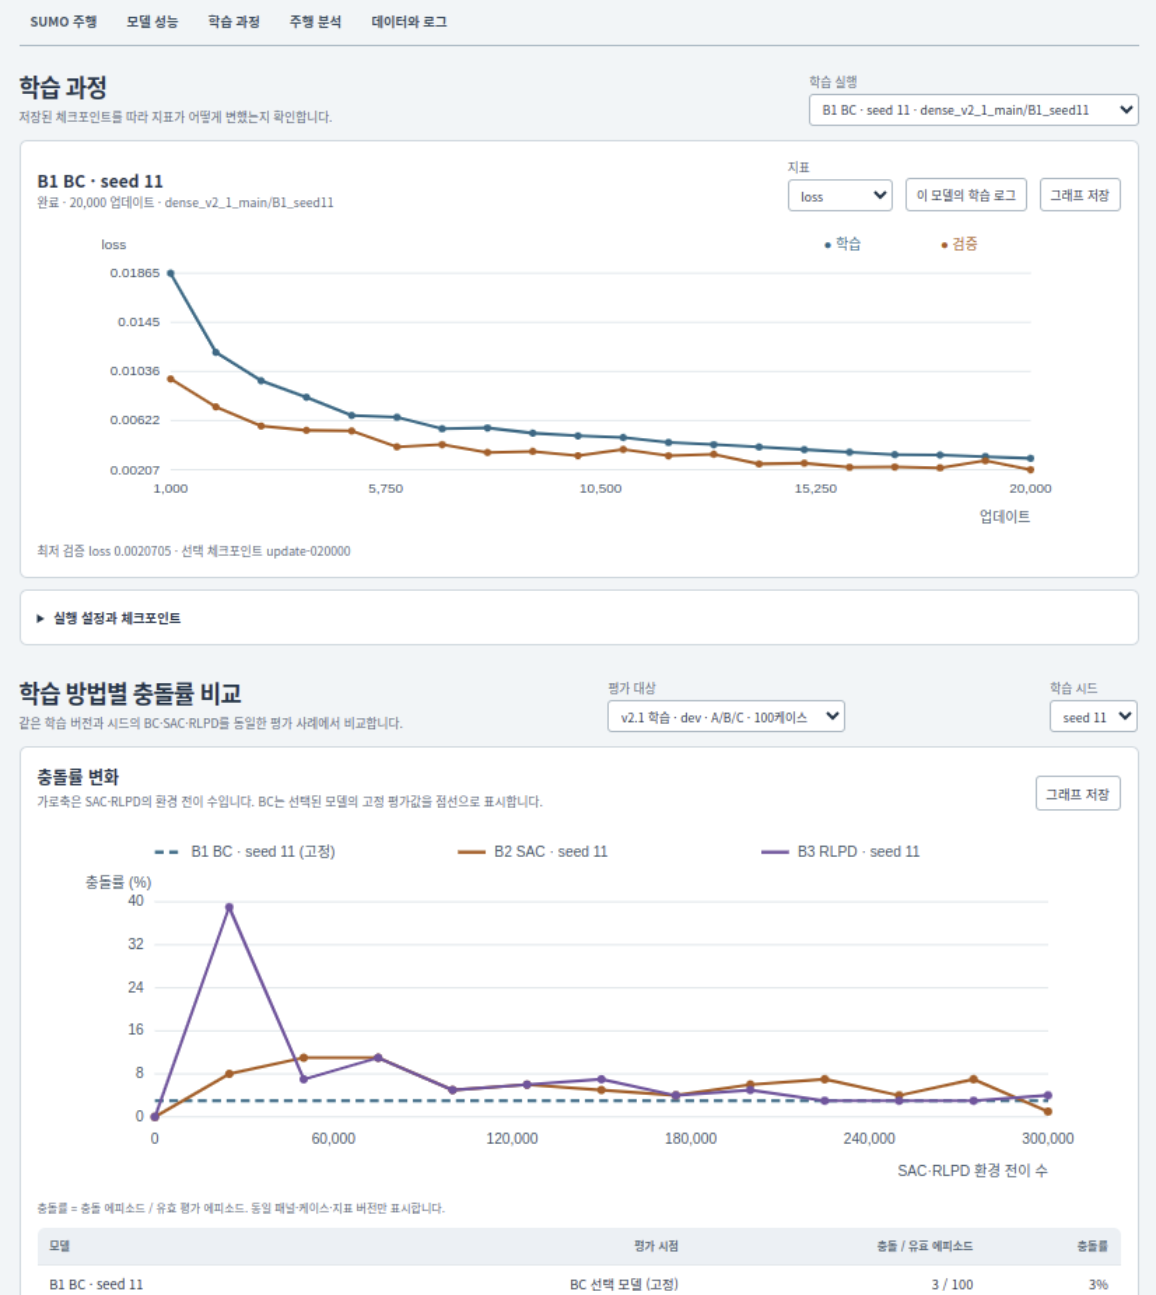 SUMO 주행 모델 성능 학습 과정 주행 분석 데이터와 로그
학습 과정
저장된 체크포인트를 따라 지표가 어떻게 변했는지 확인합니다.
학습 실행
B1 BC · seed 11 · dense_v2_1_main/B1_seed11
B1 BC · seed 11
완료 · 20,000 업데이트 · dense_v2_1_main/B1_seed11
지표
loss
이 모델의 학습 로그
그래프 저장
loss
학습 검증
0.01865
0.0145
0.01036
0.00622
0.00207
1,000 5,750 10,500 15,250 20,000
업데이트
최저 검증 loss 0.0020705 · 선택 체크포인트 update-020000
실행 설정과 체크포인트
학습 방법별 충돌률 비교
같은 학습 버전과 시드의 BC·SAC·RLPD를 동일한 평가 사례에서 비교합니다.
평가 대상
v2.1 학습 · dev · A/B/C · 100케이스
학습 시드
seed 11
충돌률 변화
가로축은 SAC·RLPD의 환경 전이 수입니다. BC는 선택된 모델의 고정 평가값을 점선으로 표시합니다.
그래프 저장
B1 BC · seed 11 (고정) B2 SAC · seed 11 B3 RLPD · seed 11
충돌률 (%)
40
32
24
16
8
0
0 60,000 120,000 180,000 240,000 300,000
SAC·RLPD 환경 전이 수
충돌률 = 충돌 에피소드 / 유효 평가 에피소드. 동일 패널·케이스·지표 버전만 표시합니다.
모델 평가 시점 충돌 / 유효 에피소드 충돌률
B1 BC · seed 11 BC 선택 모델 (고정) 3 / 100 3%